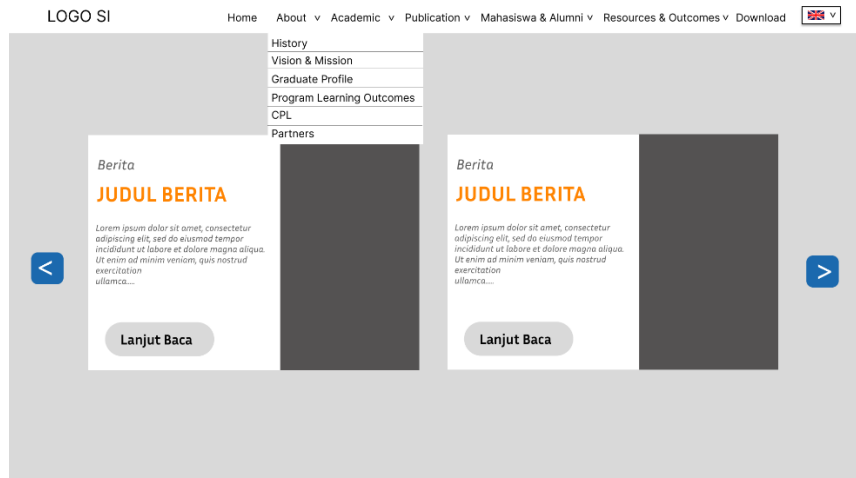 LOGO SI
Home About v Academic v Publication v Mahasiswa & Alumni v Resources & Outcomes v Download v
History
Vision & Mission
Graduate Profile
Program Learning Outcomes
CPL
Partners
Berita
JUDUL BERITA
Lorem ipsum dolor sit amet, consectetur
adipiscing elit, sed do eiusmod tempor
incididunt ut labore et dolore magna aliqua.
Ut enim ad minim veniam, quis nostrud
exercitation
ullamca....
Lanjut Baca
Berita
JUDUL BERITA
Lorem ipsum dolor sit amet, consectetur
adipiscing elit, sed do eiusmod tempor
incididunt ut labore et dolore magna aliqua.
Ut enim ad minim veniam, quis nostrud
exercitation
ullamca....
Lanjut Baca
<
>